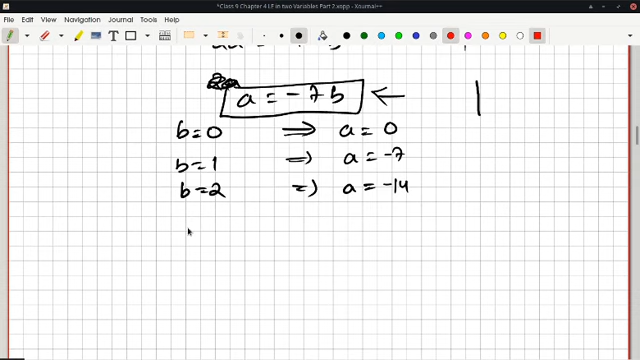 *Class 9 Chapter 4 LE in two Variables Part 2.xopp - Xournal++
File Edit View Navigation Journal Tools Plugin Help
a = -7b ←
b=0 ⟹ a = 0
b=1 ⟹ a = -7
b=2 ⟹ a = -14